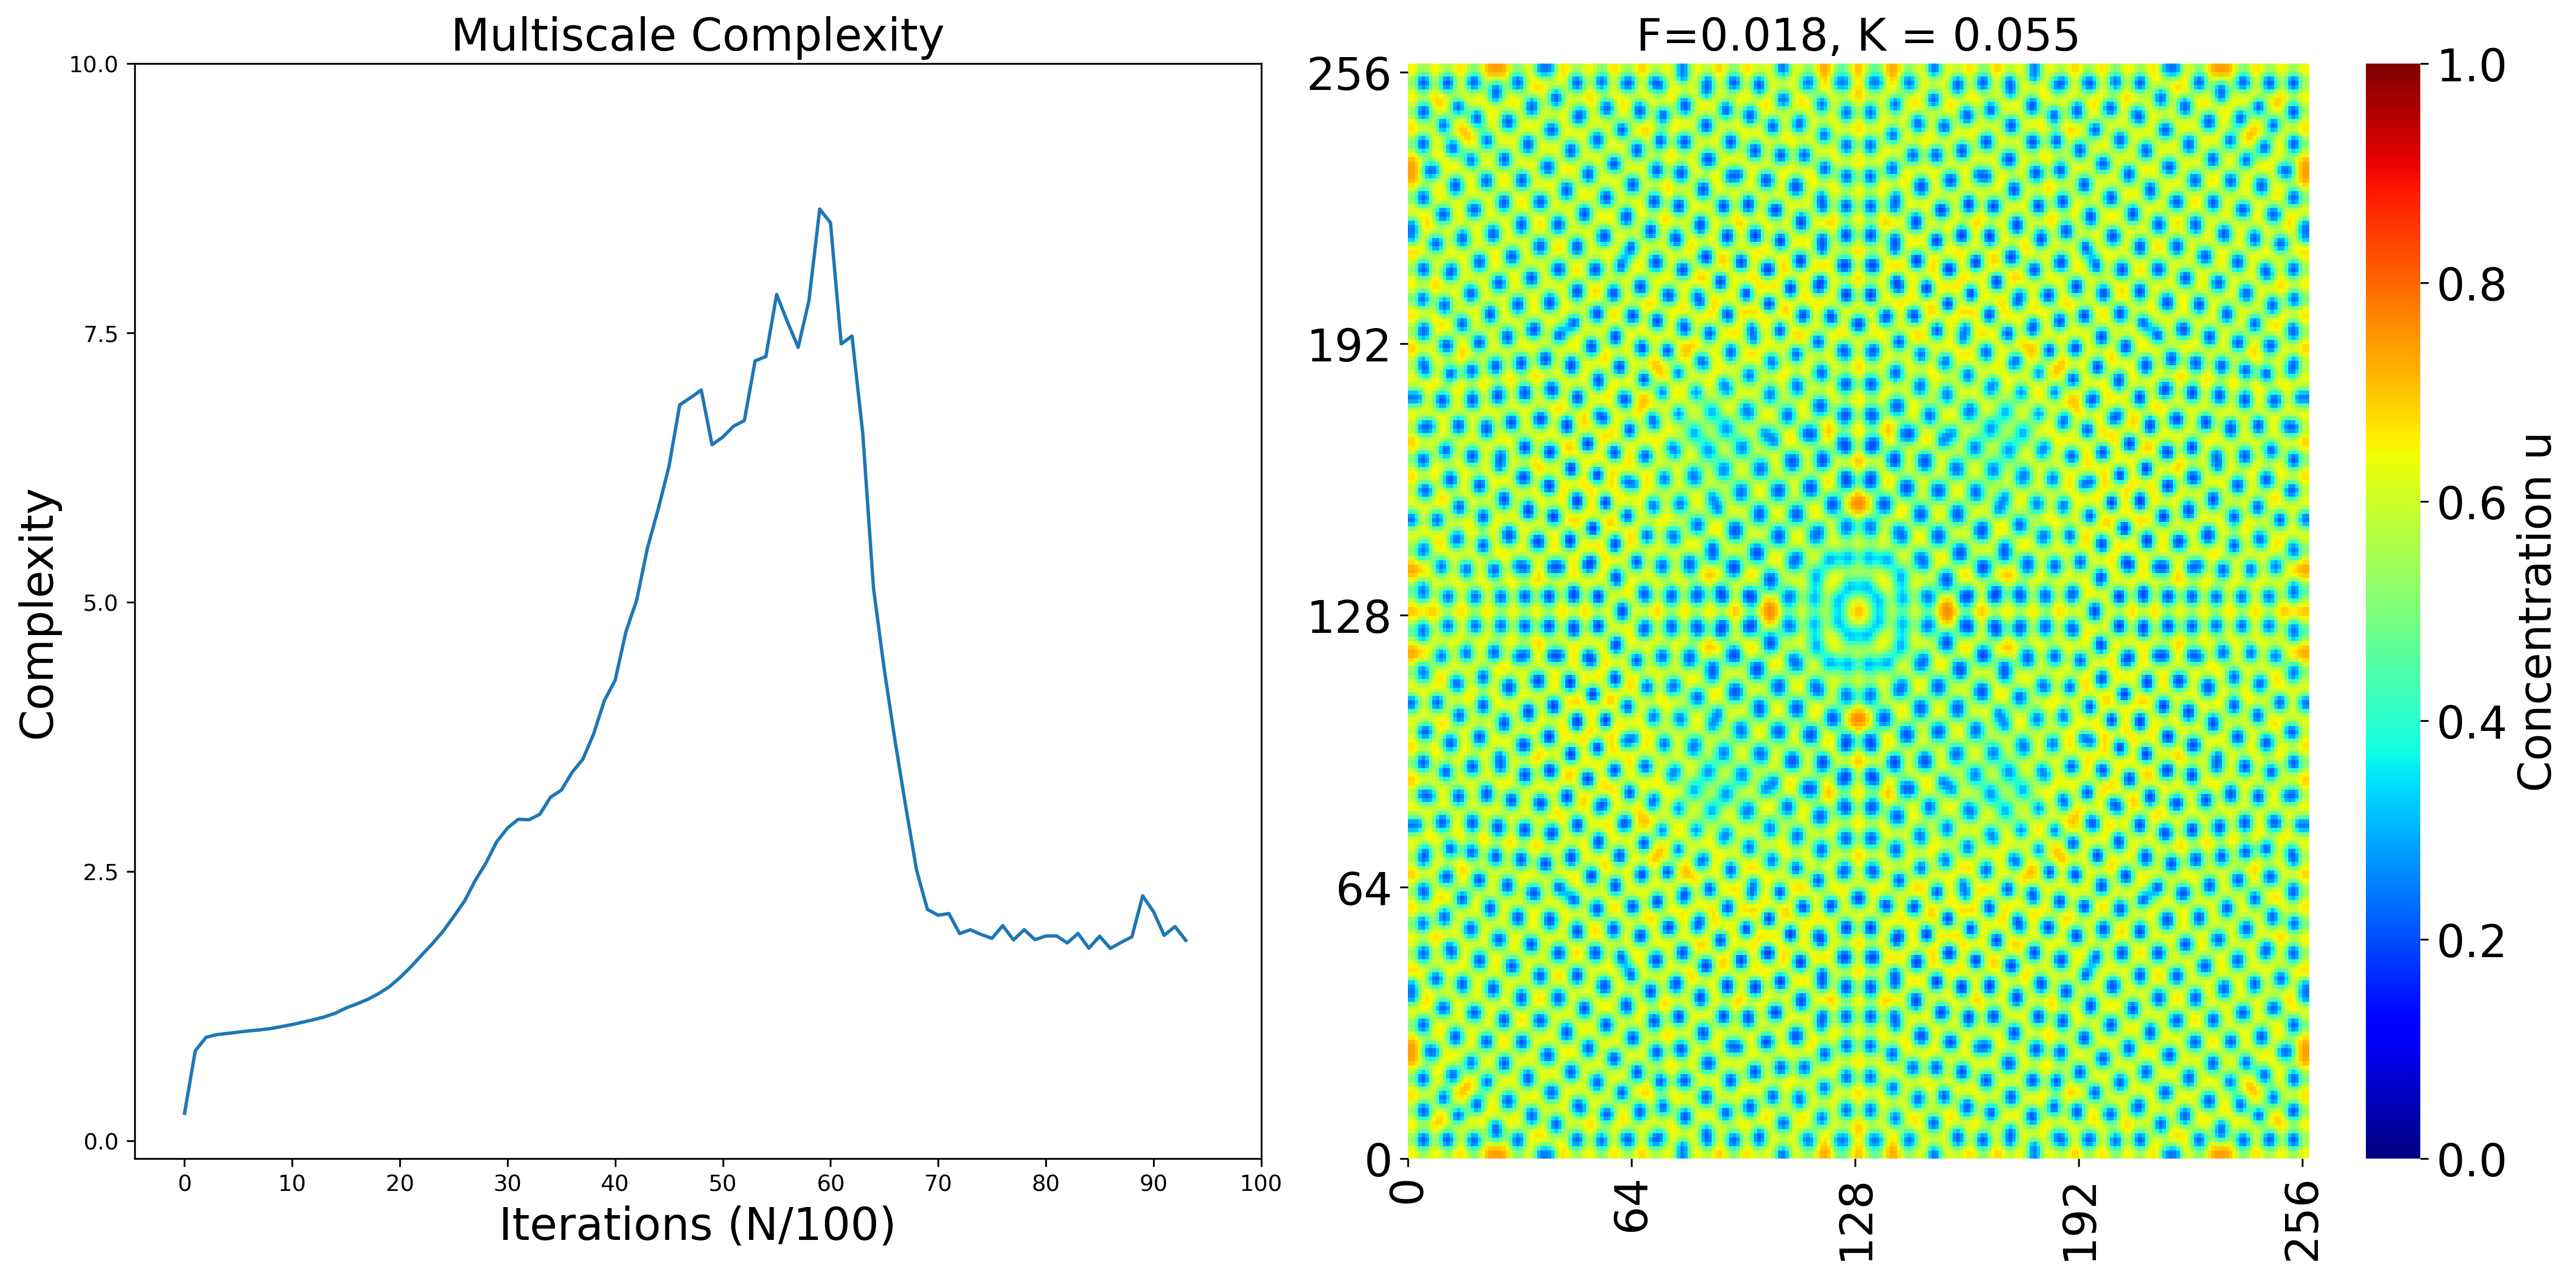 Multiscale Complexity
10.0
7.5
5.0
2.5
0.0
Complexity
0 10 20 30 40 50 60 70 80 90 100
Iterations (N/100)
F=0.018, K = 0.055
256
192
128
64
0
0 64 128 192 256
1.0
0.8
0.6
0.4
0.2
0.0
Concentration u